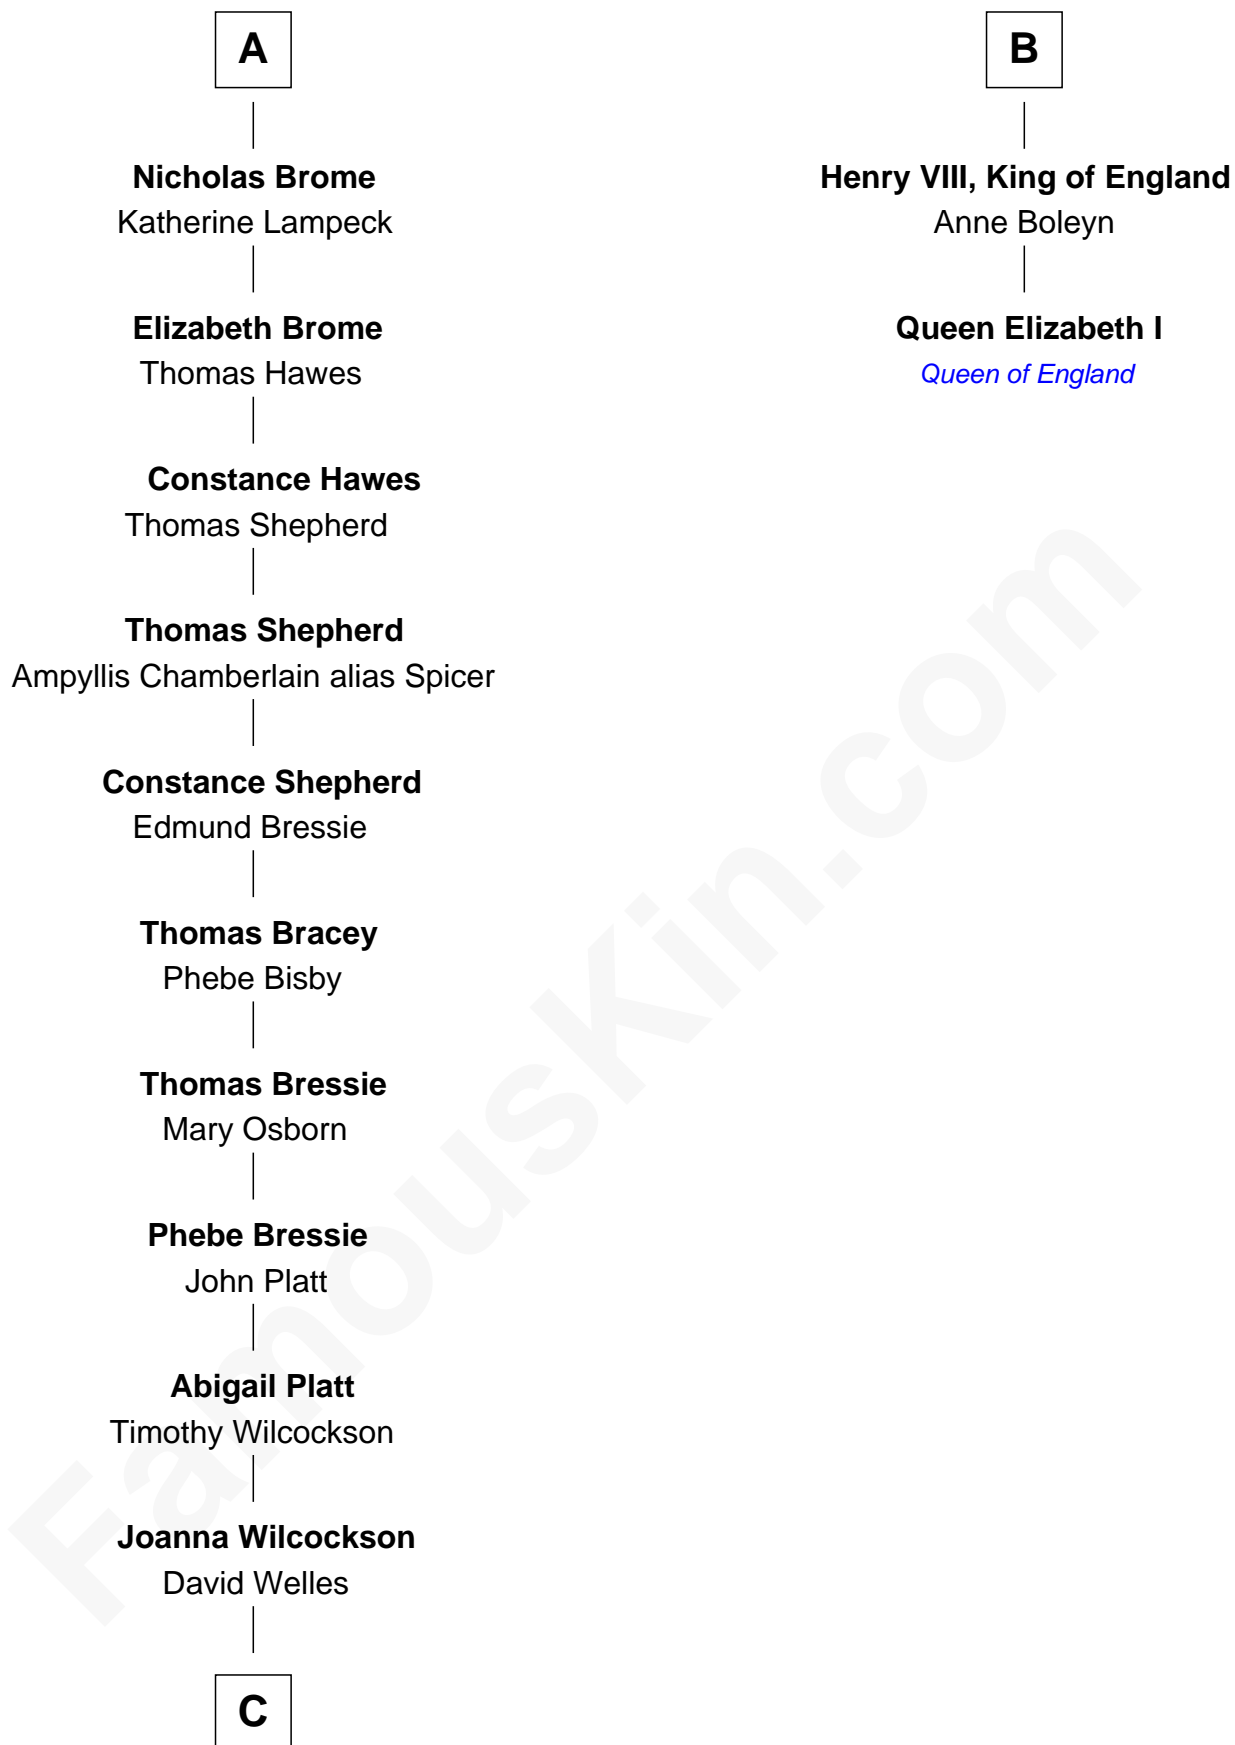 A
Nicholas Brome
Katherine Lampeck
Elizabeth Brome
Thomas Hawes
Constance Hawes
Thomas Shepherd
Thomas Shepherd
Ampyllis Chamberlain alias Spicer
Constance Shepherd
Edmund Bressie
Thomas Bracey
Phebe Bisby
Thomas Bressie
Mary Osborn
Phebe Bressie
John Platt
Abigail Platt
Timothy Wilcockson
Joanna Wilcockson
David Welles
C
B
Henry VIII, King of England
Anne Boleyn
Queen Elizabeth I
Queen of England
FamousKin.com